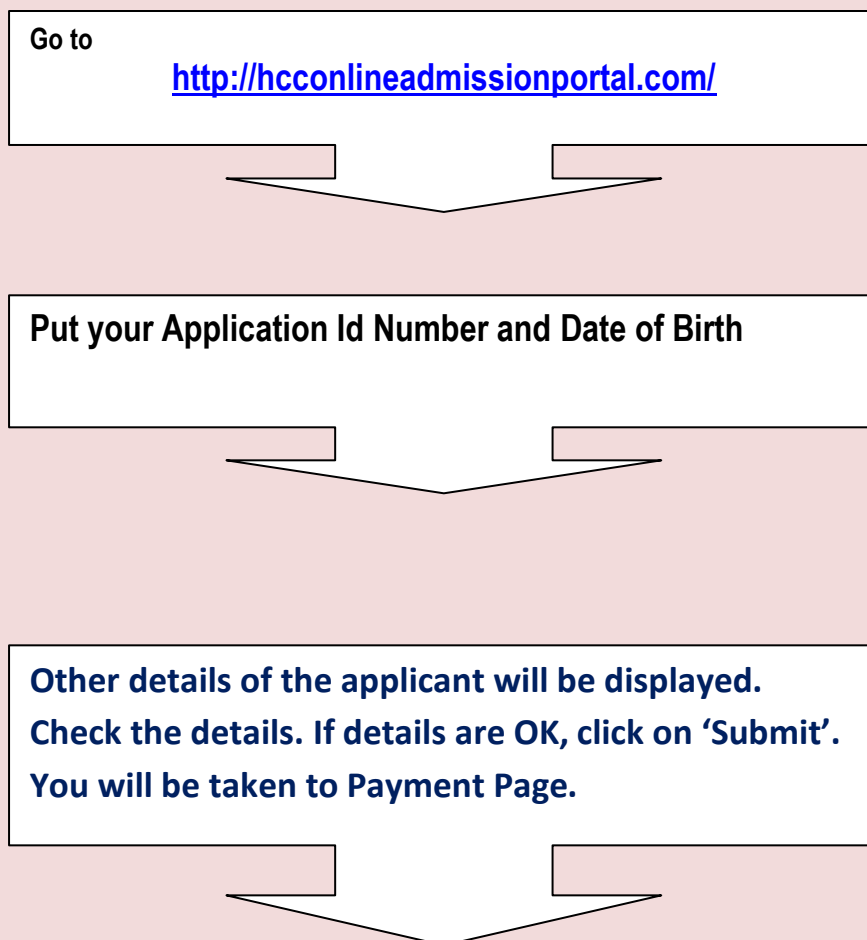 Go to
http://hcconlineadmissionportal.com/
Put your Application Id Number and Date of Birth
Other details of the applicant will be displayed.
Check the details. If details are OK, click on ‘Submit’.
You will be taken to Payment Page.